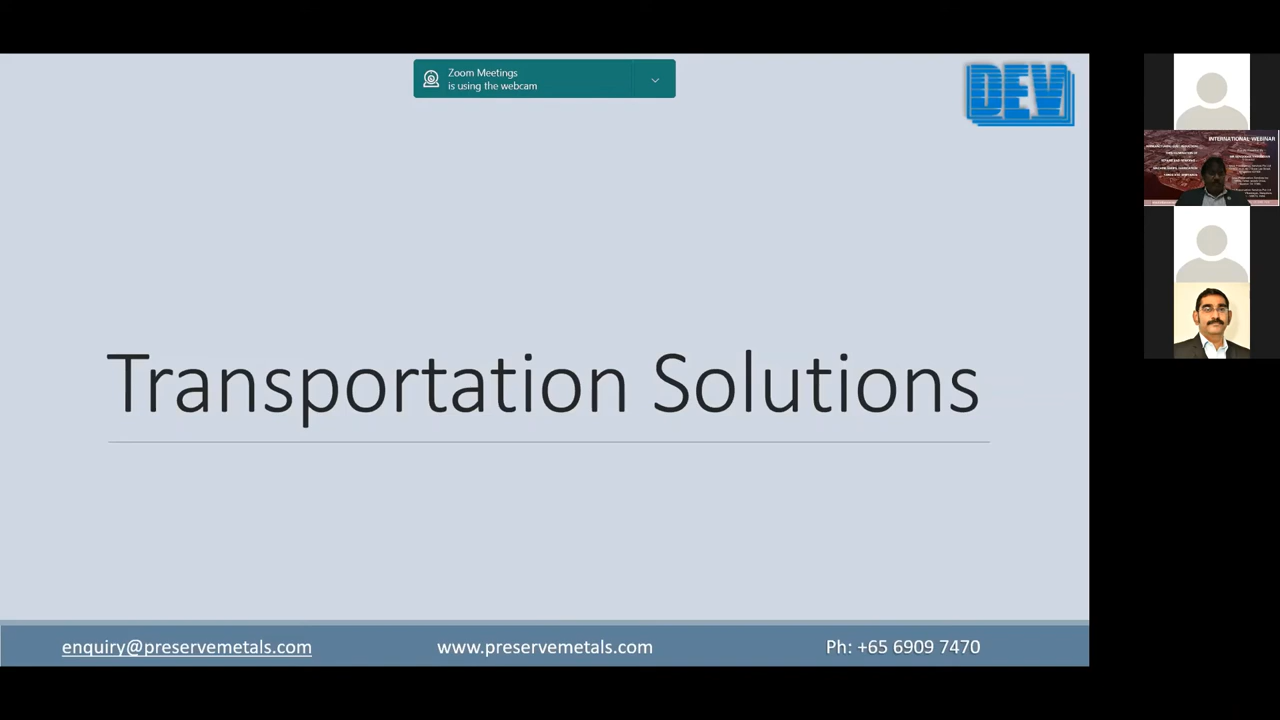 Zoom Meetings
is using the webcam
DEV
INTERNATIONAL WEBINAR
Transportation Solutions
enquiry@preservemetals.com
www.preservemetals.com
Ph: +65 6909 7470